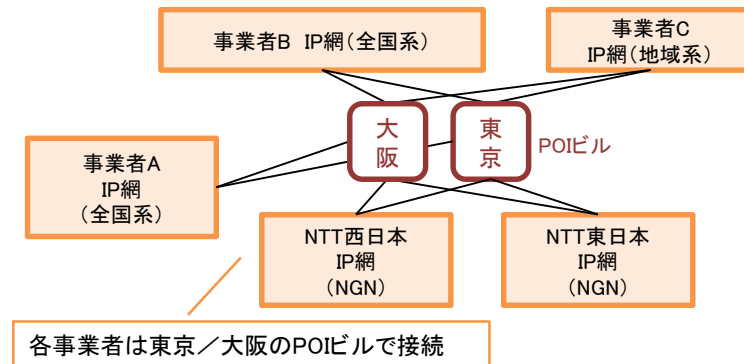 事業者B IP網(全国系)
事業者C
IP網(地域系)
大
阪
東
京
POIビル
事業者A
IP網
(全国系)
NTT西日本
IP網
(NGN)
NTT東日本
IP網
(NGN)
各事業者は東京／大阪のPOIビルで接続